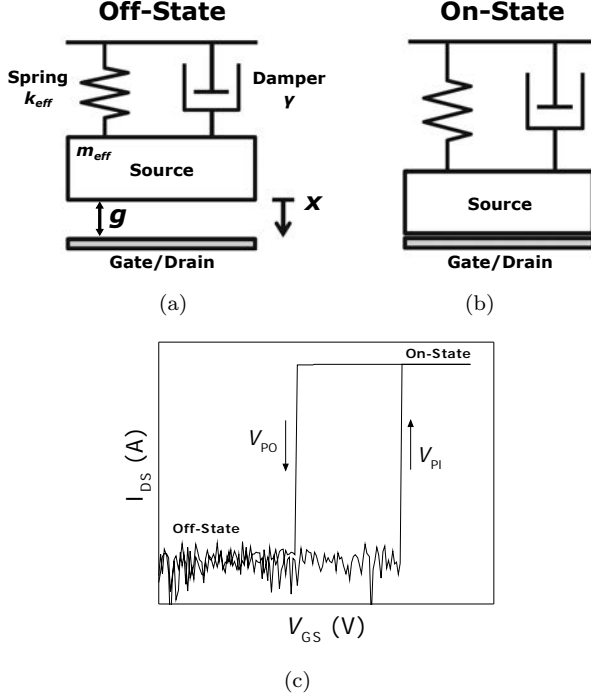 Off-State
Spring
k_eff
Damper
γ
m_eff
Source
g
x
Gate/Drain
(a)
On-State
Source
Gate/Drain
(b)
On-State
V_PO
V_PI
I_DS (A)
Off-State
V_GS (V)
(c)